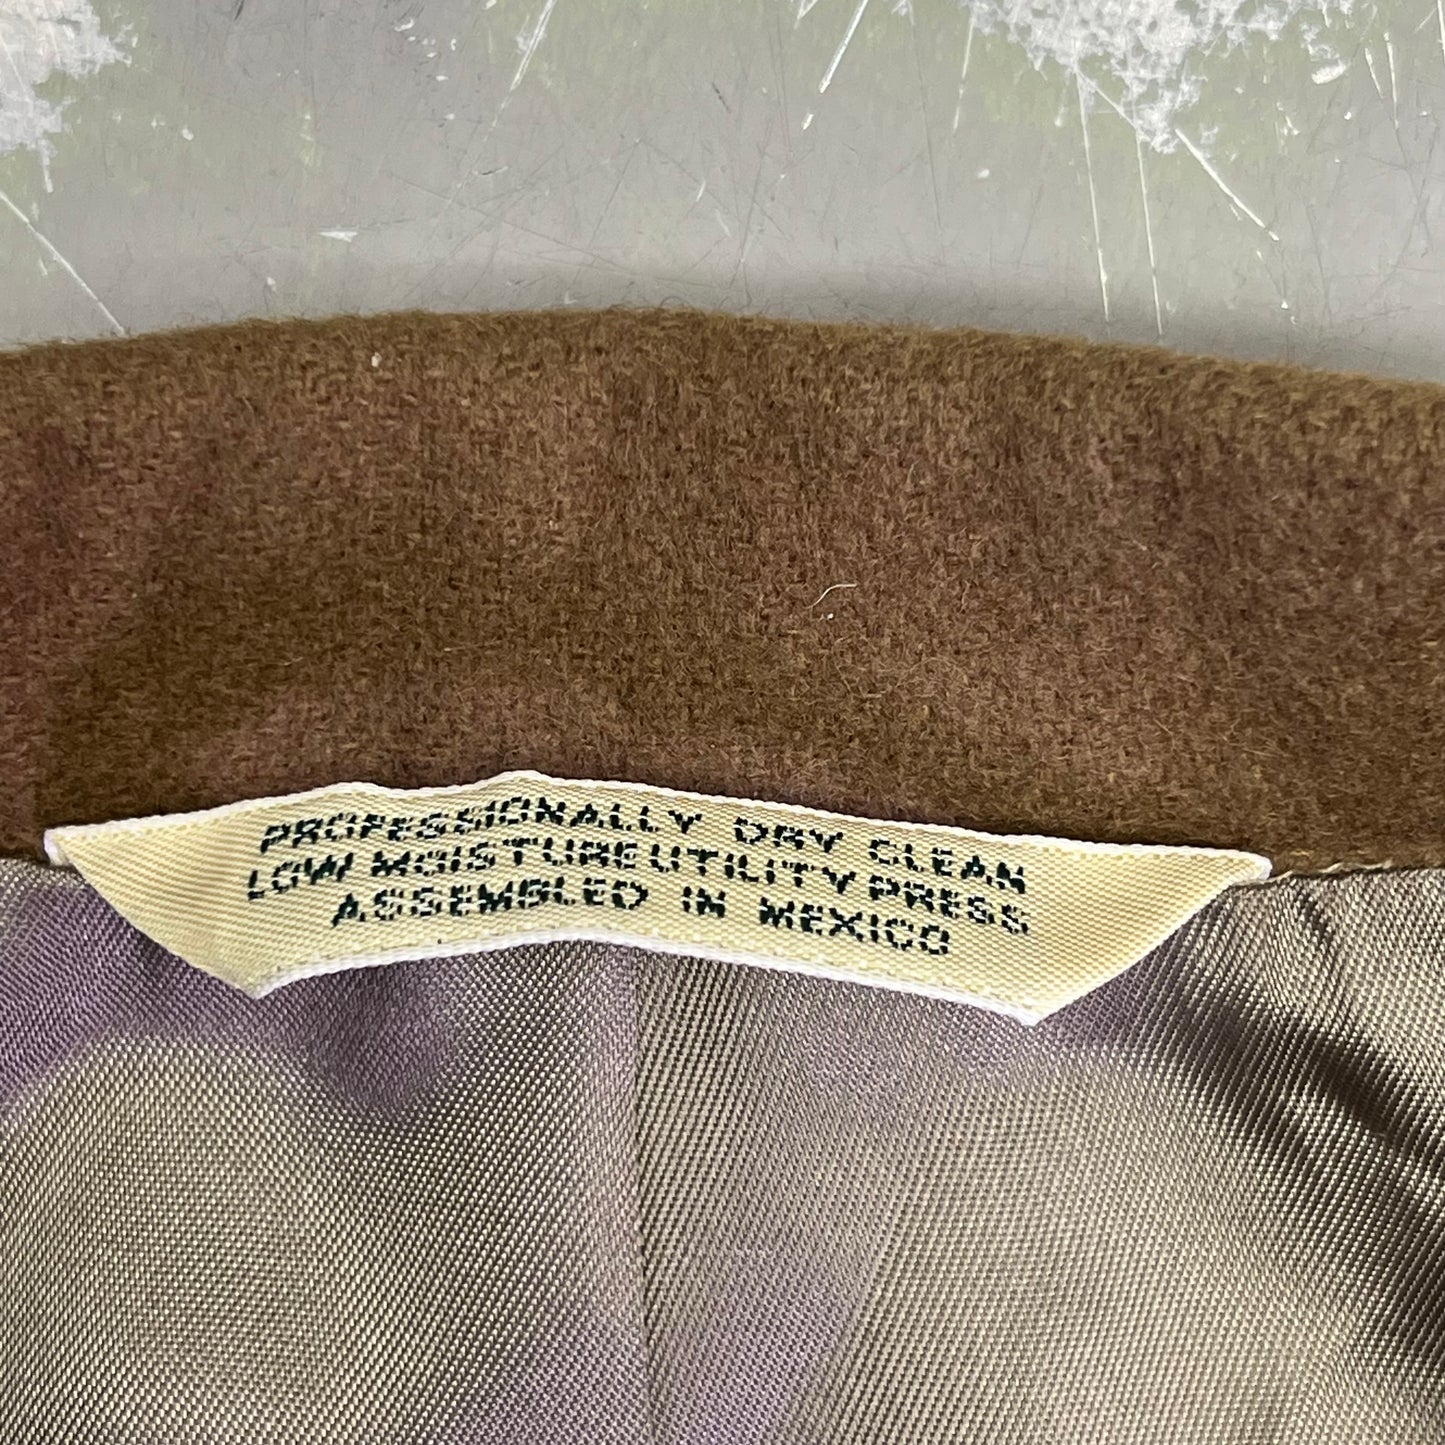 PROFESSIONALLY DRY CLEAN
LOW MOISTURE UTILITY PRESS
ASSEMBLED IN MEXICO